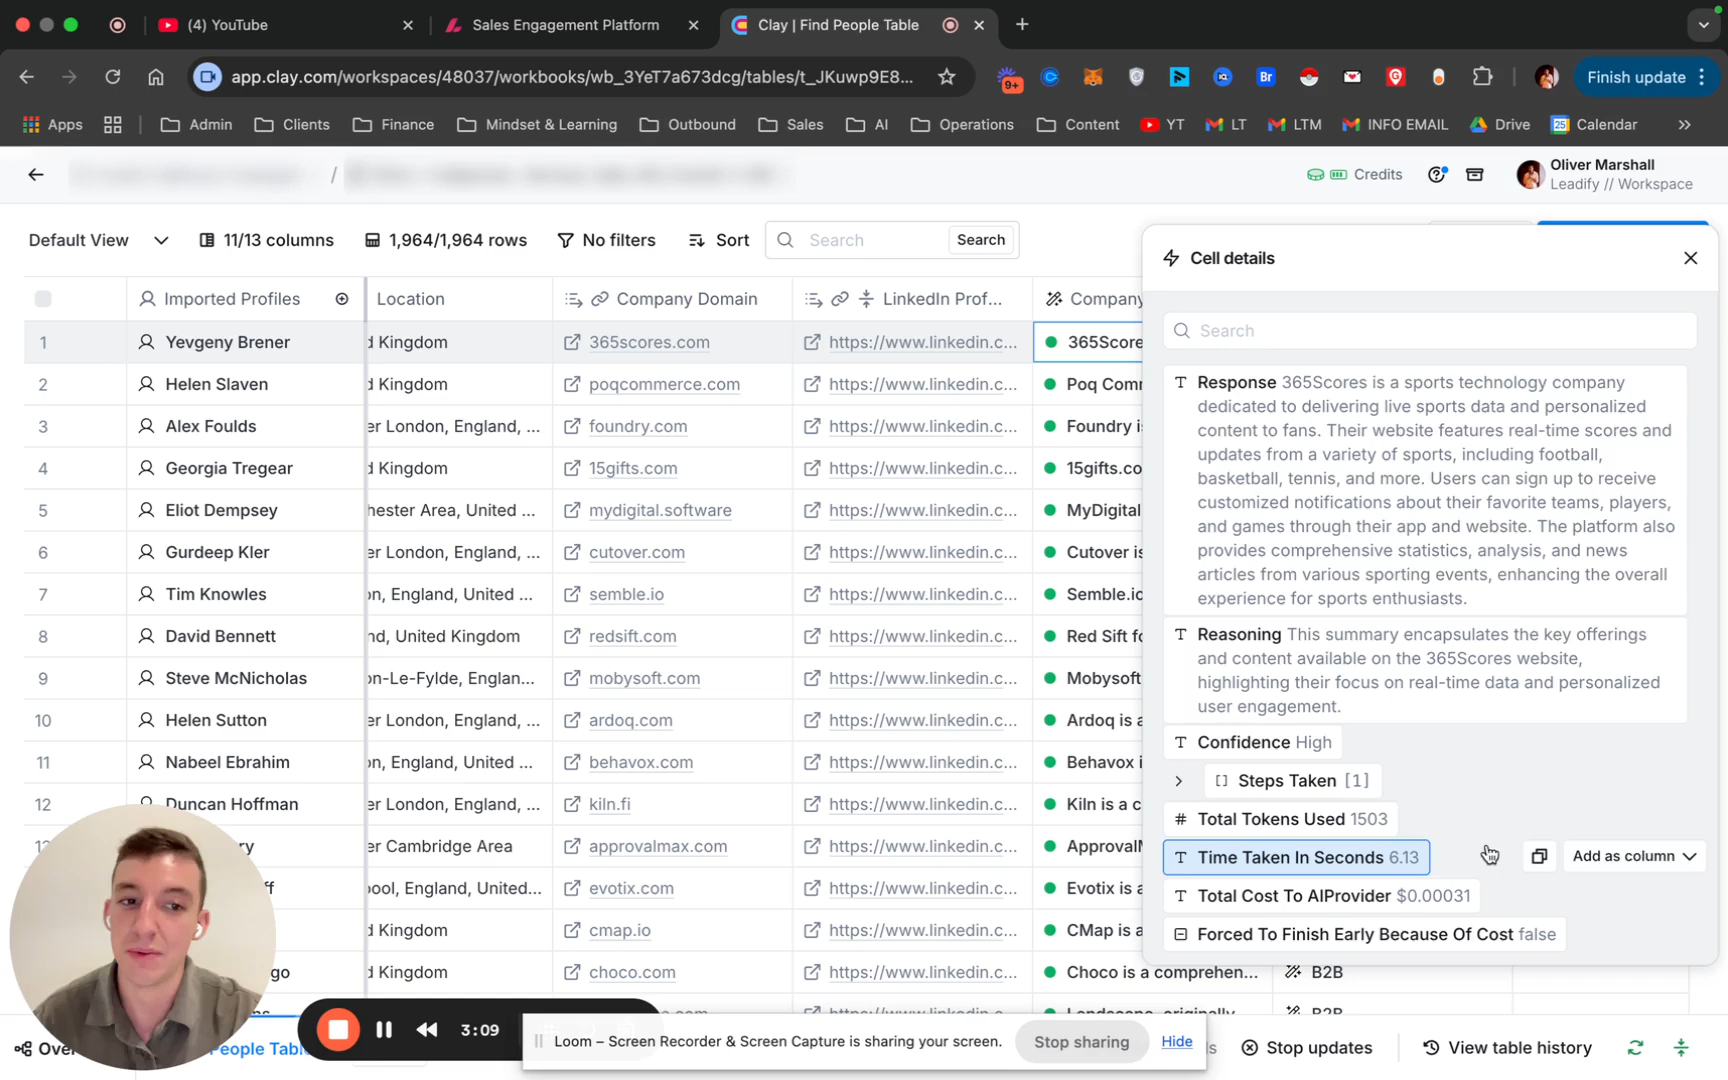 (4) YouTube
Sales Engagement Platform
Clay | Find People Table
app.clay.com/workspaces/48037/workbooks/wb_3YeT7a673dcg/tables/t_JKuwp9E8...
9+
Br
Finish update
Apps
Admin
Clients
Finance
Mindset & Learning
Outbound
Sales
AI
Operations
Content
YT
LT
LTM
INFO EMAIL
Drive
Calendar
/
Credits
Oliver Marshall
Leadify // Workspace
Default View
11/13 columns
1,964/1,964 rows
No filters
Sort
Search
Search
Imported Profiles
Location
Company Domain
LinkedIn Prof...
Company
1 Yevgeny Brener d Kingdom 365scores.com https://www.linkedin.c... 365Score
2 Helen Slaven d Kingdom poqcommerce.com https://www.linkedin.c... Poq Comm
3 Alex Foulds er London, England, ... foundry.com https://www.linkedin.c... Foundry i
4 Georgia Tregear d Kingdom 15gifts.com https://www.linkedin.c... 15gifts.co
5 Eliot Dempsey hester Area, United ... mydigital.software https://www.linkedin.c... MyDigital
6 Gurdeep Kler er London, England, ... cutover.com https://www.linkedin.c... Cutover is
7 Tim Knowles on, England, United ... semble.io https://www.linkedin.c... Semble.io
8 David Bennett nd, United Kingdom redsift.com https://www.linkedin.c... Red Sift fo
9 Steve McNicholas on-Le-Fylde, Englan... mobysoft.com https://www.linkedin.c... Mobysoft
10 Helen Sutton er London, England, ... ardoq.com https://www.linkedin.c... Ardoq is a
11 Nabeel Ebrahim on, England, United ... behavox.com https://www.linkedin.c... Behavox i
12 Duncan Hoffman er London, England, ... kiln.fi https://www.linkedin.c... Kiln is a c
ry er Cambridge Area approvalmax.com https://www.linkedin.c... ApprovalM
ff pool, England, United... evotix.com https://www.linkedin.c... Evotix is a
d Kingdom cmap.io https://www.linkedin.c... CMap is a
go d Kingdom choco.com https://www.linkedin.c... Choco is a comprehen... B2B
Cell details
Search
Response 365Scores is a sports technology company
dedicated to delivering live sports data and personalized
content to fans. Their website features real-time scores and
updates from a variety of sports, including football,
basketball, tennis, and more. Users can sign up to receive
customized notifications about their favorite teams, players,
and games through their app and website. The platform also
provides comprehensive statistics, analysis, and news
articles from various sporting events, enhancing the overall
experience for sports enthusiasts.
Reasoning This summary encapsulates the key offerings
and content available on the 365Scores website,
highlighting their focus on real-time data and personalized
user engagement.
Confidence High
Steps Taken [1]
Total Tokens Used 1503
Time Taken In Seconds 6.13
Add as column
Total Cost To AIProvider $0.00031
Forced To Finish Early Because Of Cost false
3:09
Loom – Screen Recorder & Screen Capture is sharing your screen.
Stop sharing
Hide
Over
People Tabl
Stop updates
View table history